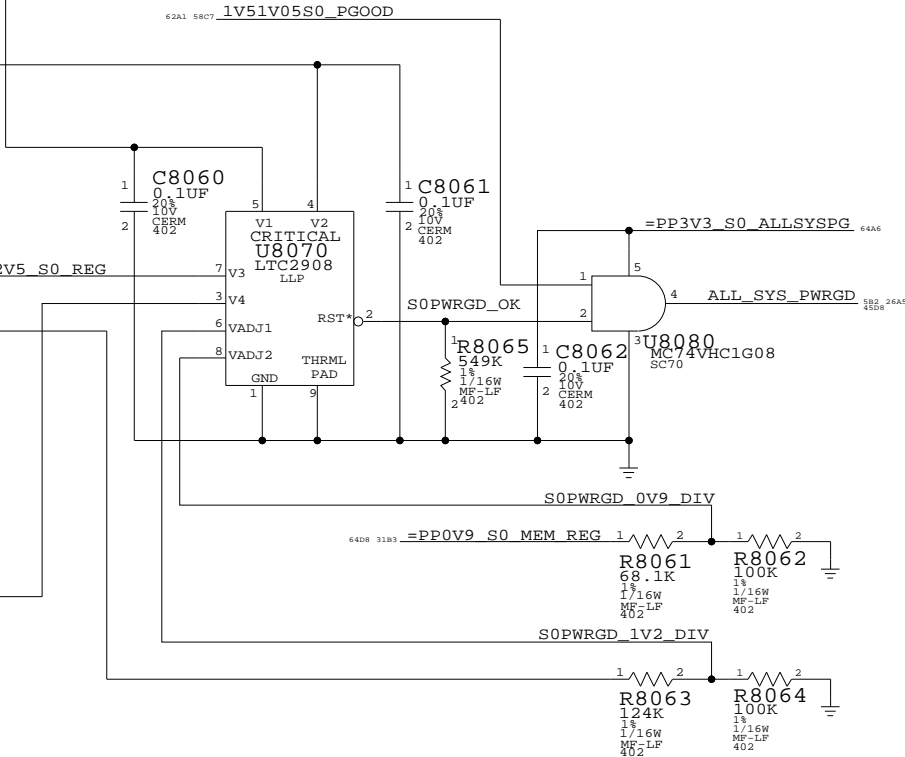 62A1 58C7 1V51V05S0_PGOOD
1 C8060
0.1UF
20%
10V
2 CERM
402
1 C8061
0.1UF
20%
10V
2 CERM
402
5 4
V1 V2
CRITICAL
U8070
LTC2908
LLP
2V5_S0_REG 7 V3
3 V4
6 VADJ1
8 VADJ2
RST* 2
THRML
PAD
GND
1 9
S0PWRGD_OK
1 R8065
549K
1%
1/16W
MF-LF
2 402
1 C8062
0.1UF
20%
10V
2 CERM
402
=PP3V3_S0_ALLSYSPG 64A6
5
1
2
4 ALL_SYS_PWRGD 5B2 26A5
45D8
3 U8080
MC74VHC1G08
SC70
S0PWRGD_0V9_DIV
64D8 31B3 =PP0V9_S0_MEM_REG 1 2 1 2
R8061
68.1K
1%
1/16W
MF-LF
402
R8062
100K
1%
1/16W
MF-LF
402
S0PWRGD_1V2_DIV
1 2 1 2
R8063
124K
1%
1/16W
MF-LF
402
R8064
100K
1%
1/16W
MF-LF
402